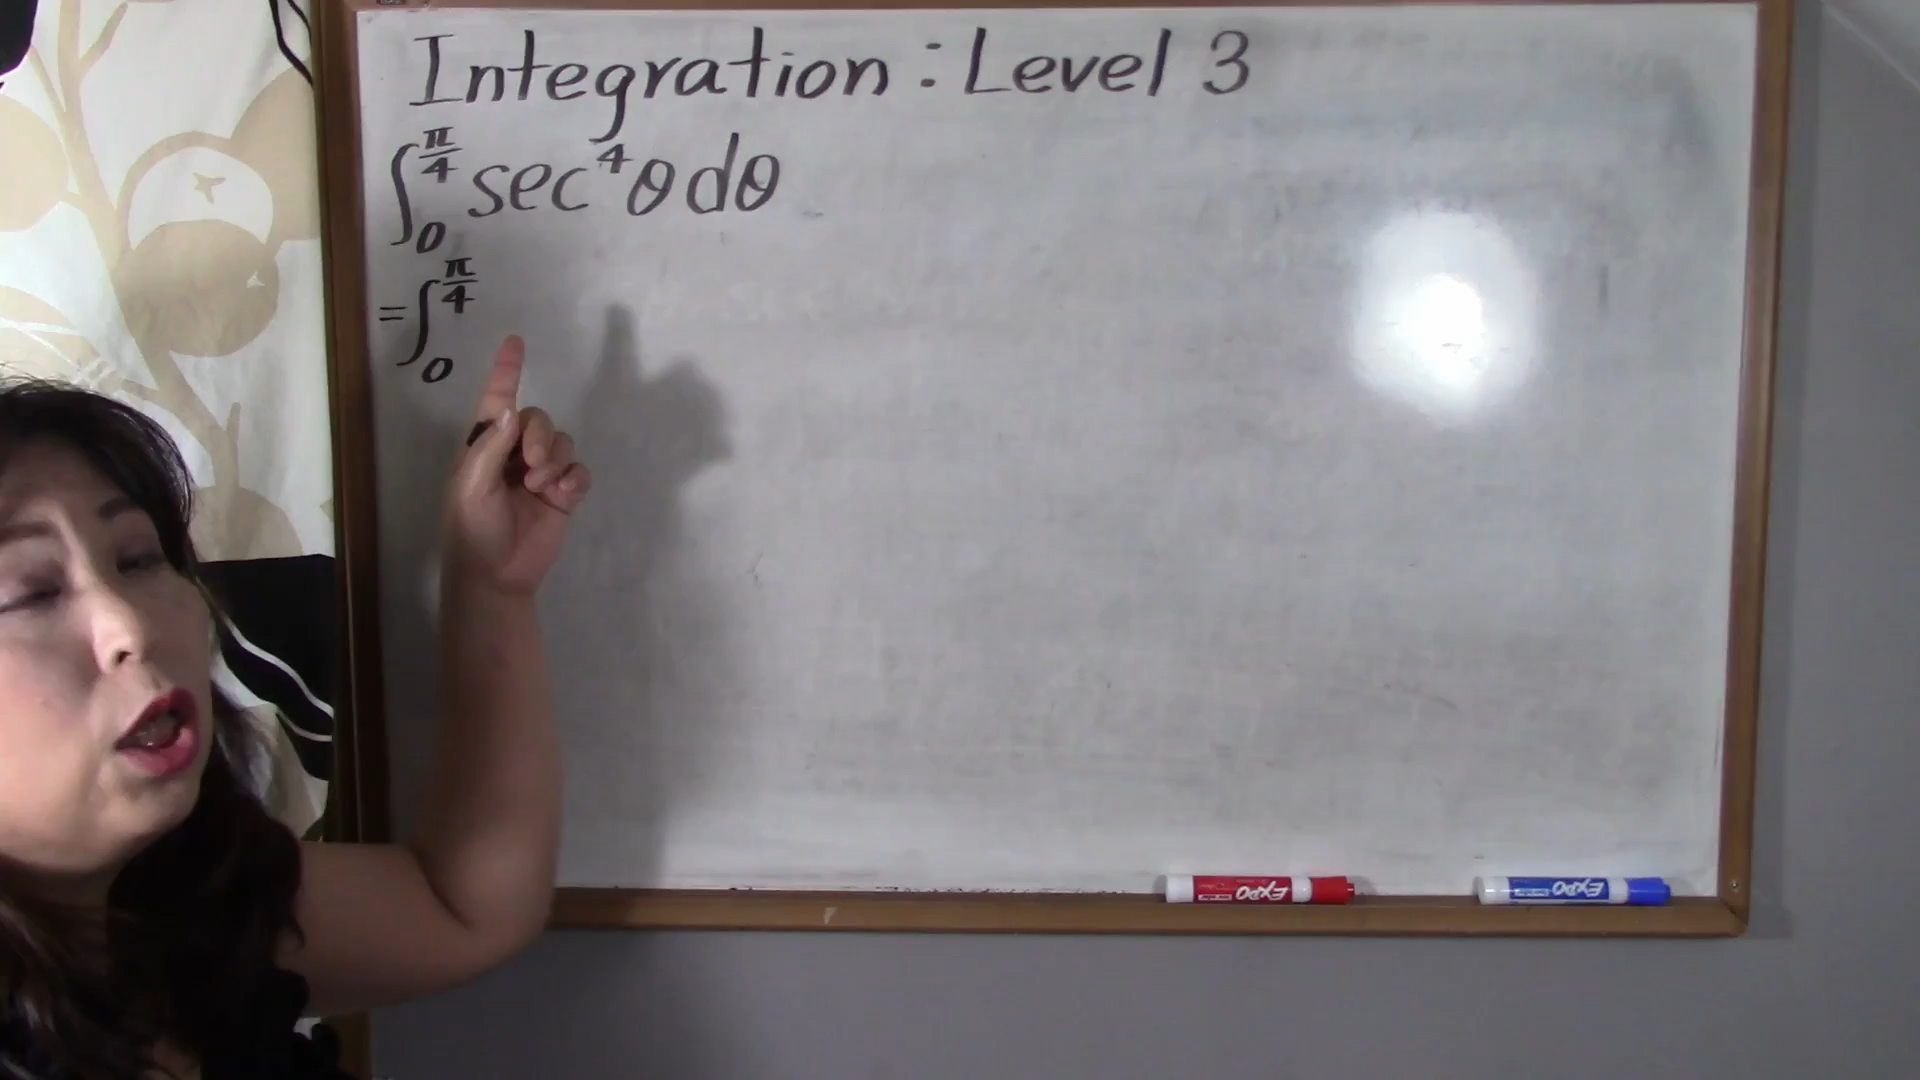 Integration : Level 3
∫₀^{π/4} sec⁴θ dθ
= ∫₀^{π/4}
EXPO
EXPO